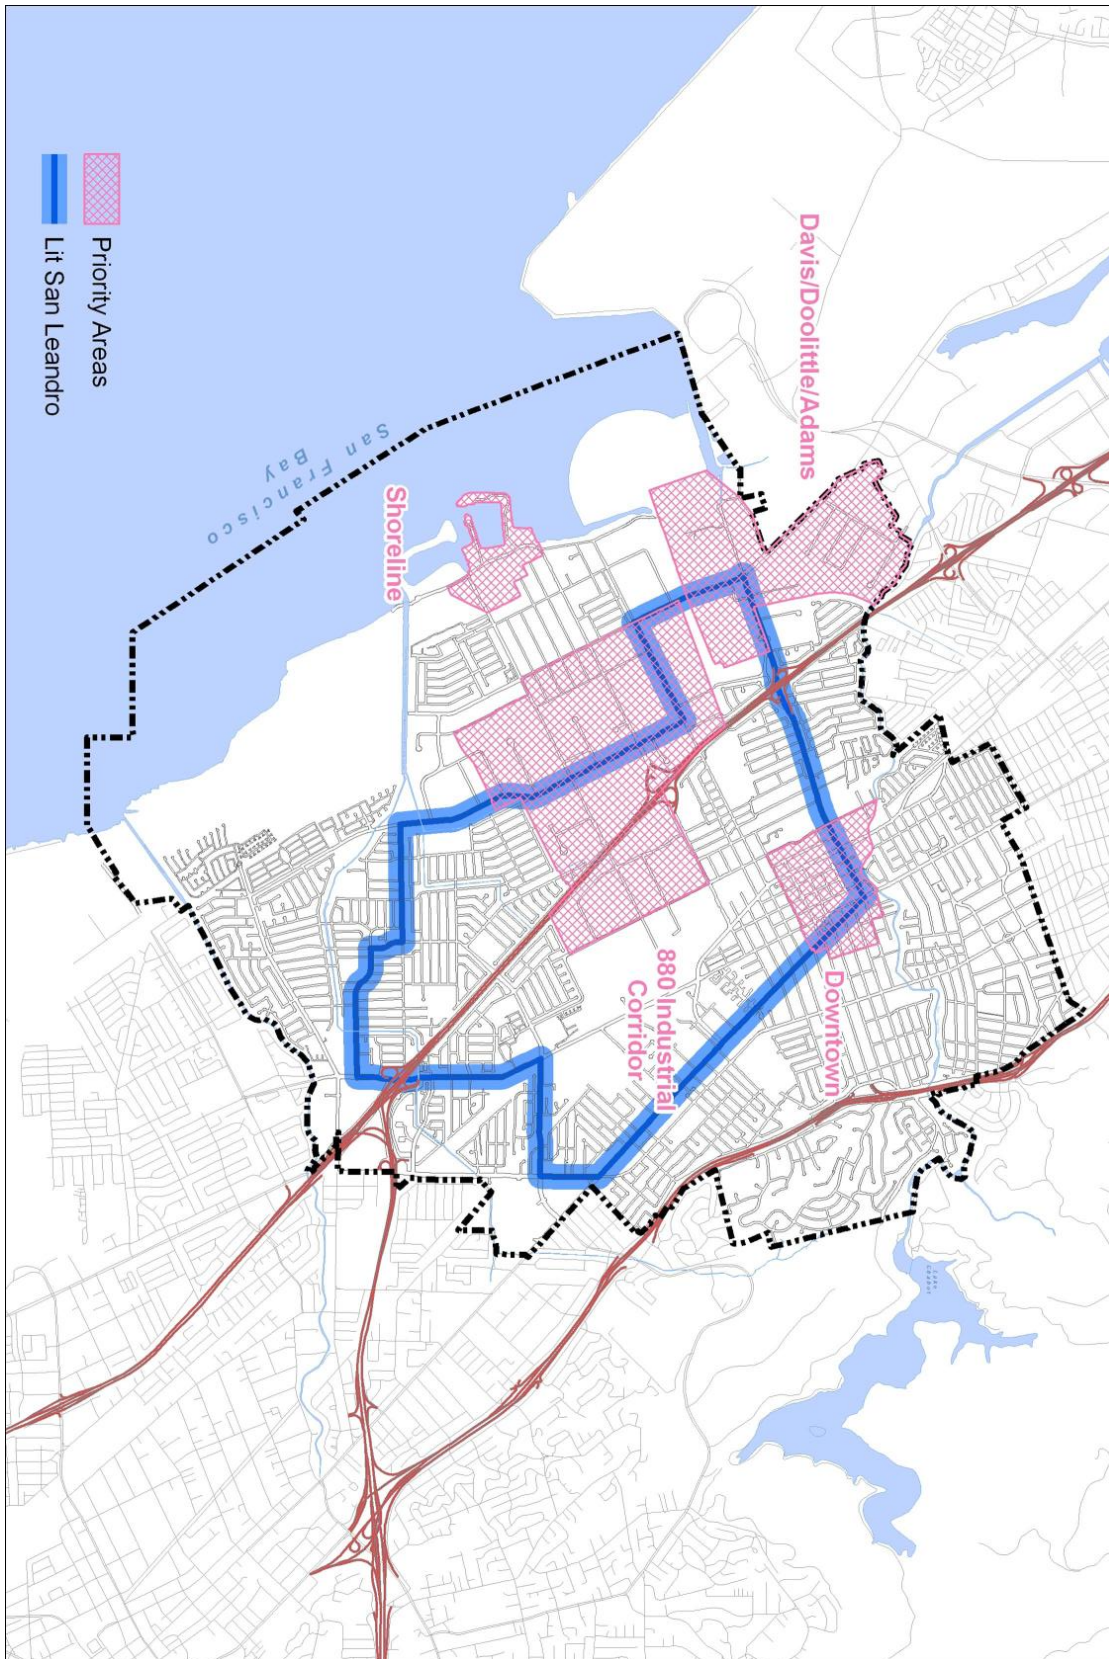 Davis/Doolittle/Adams
Downtown
880 Industrial
Corridor
Shoreline
San Francisco
Bay
Priority Areas
Lit San Leandro